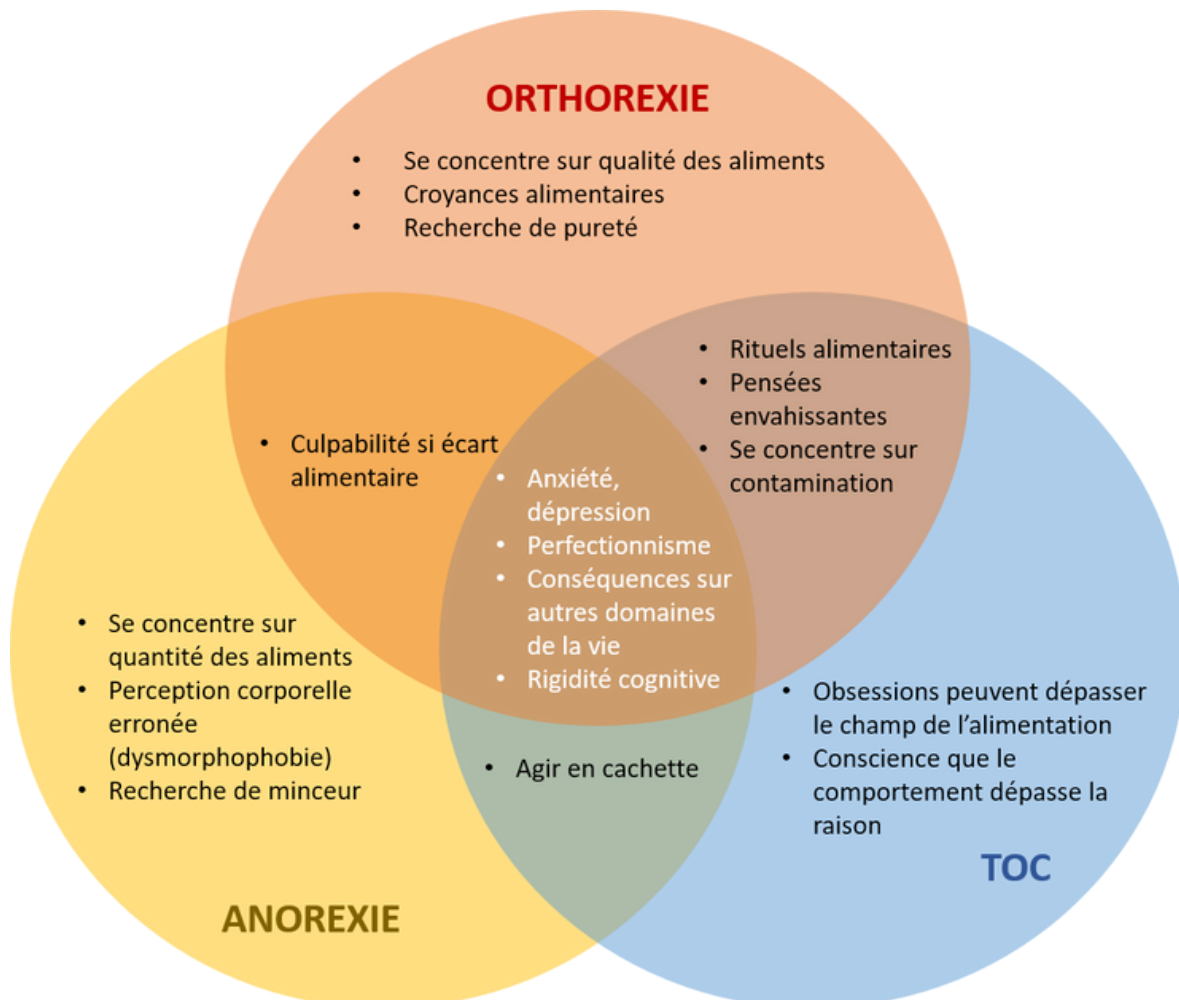 ORTHOREXIE
• Se concentre sur qualité des aliments
• Croyances alimentaires
• Recherche de pureté
• Rituels alimentaires
• Pensées
envahissantes
• Se concentre sur
contamination
• Culpabilité si écart
alimentaire
• Anxiété,
dépression
• Perfectionnisme
• Conséquences sur
autres domaines
de la vie
• Rigidité cognitive
• Se concentre sur
quantité des aliments
• Perception corporelle
erronée
(dysmorphophobie)
• Recherche de minceur
• Agir en cachette
• Obsessions peuvent dépasser
le champ de l'alimentation
• Conscience que le
comportement dépasse la
raison
TOC
ANOREXIE